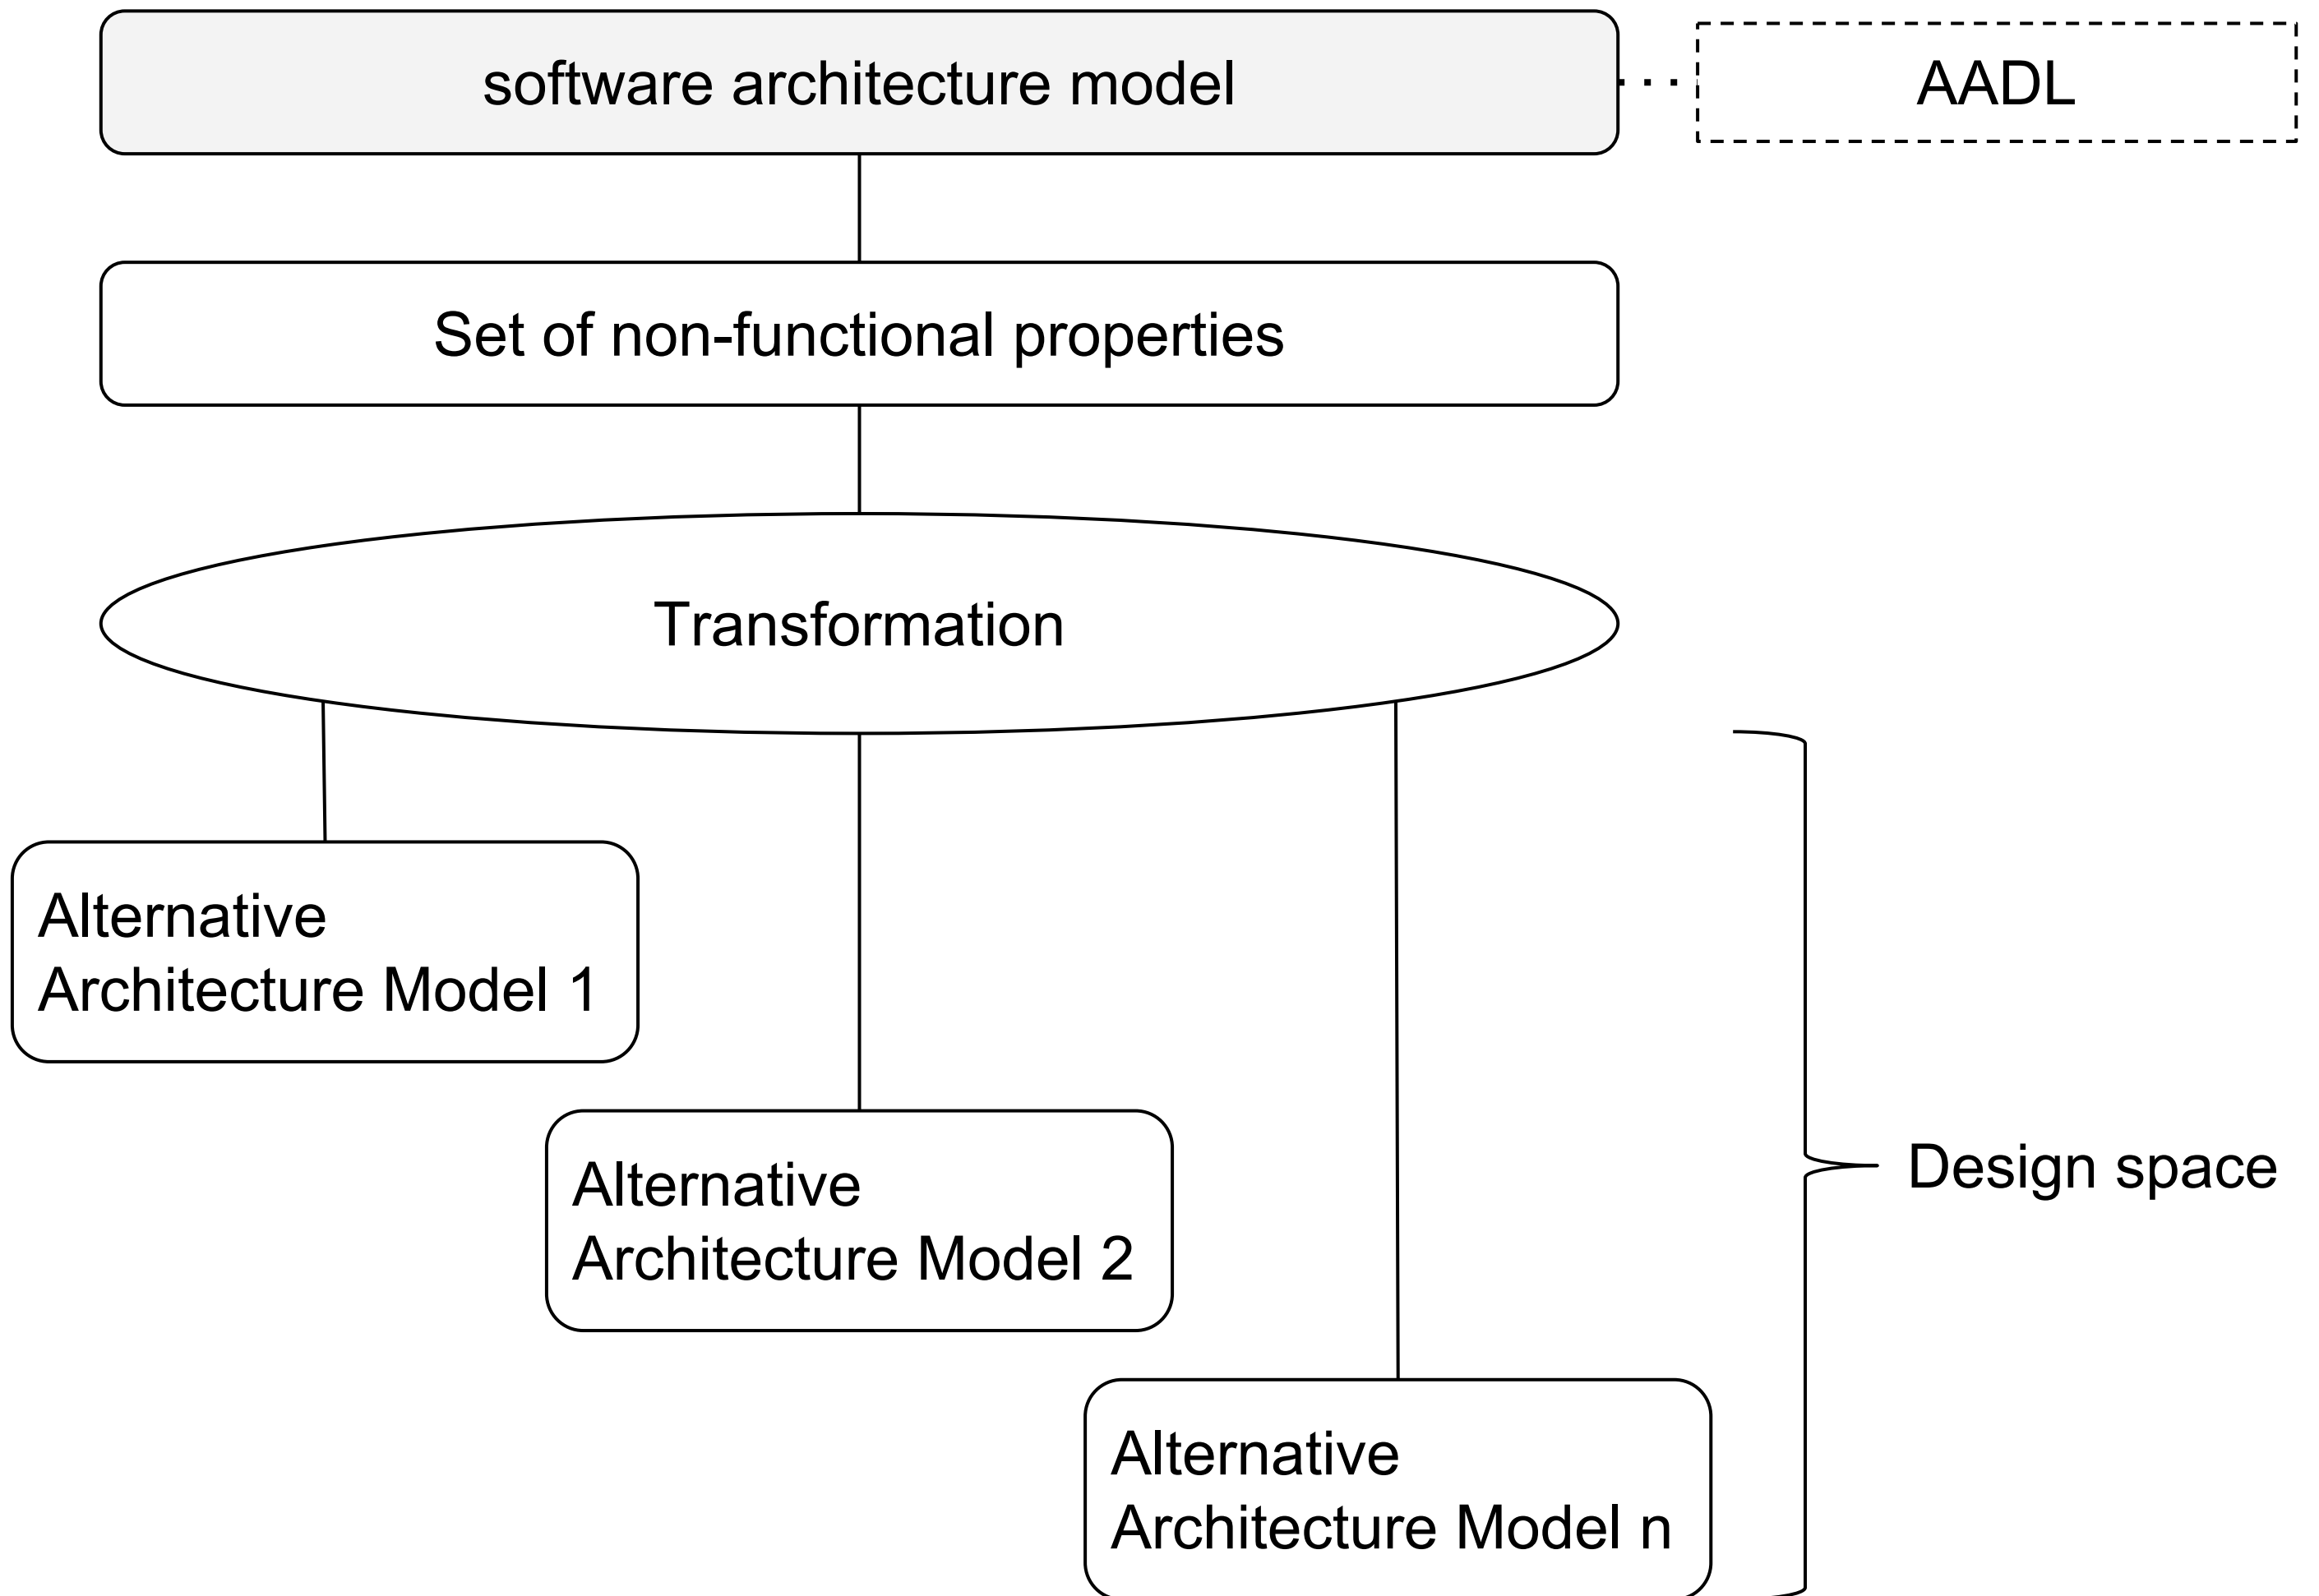 software architecture model
AADL
Set of non-functional properties
Transformation
Alternative
Architecture Model 1
Alternative
Architecture Model 2
Design space
Alternative
Architecture Model n